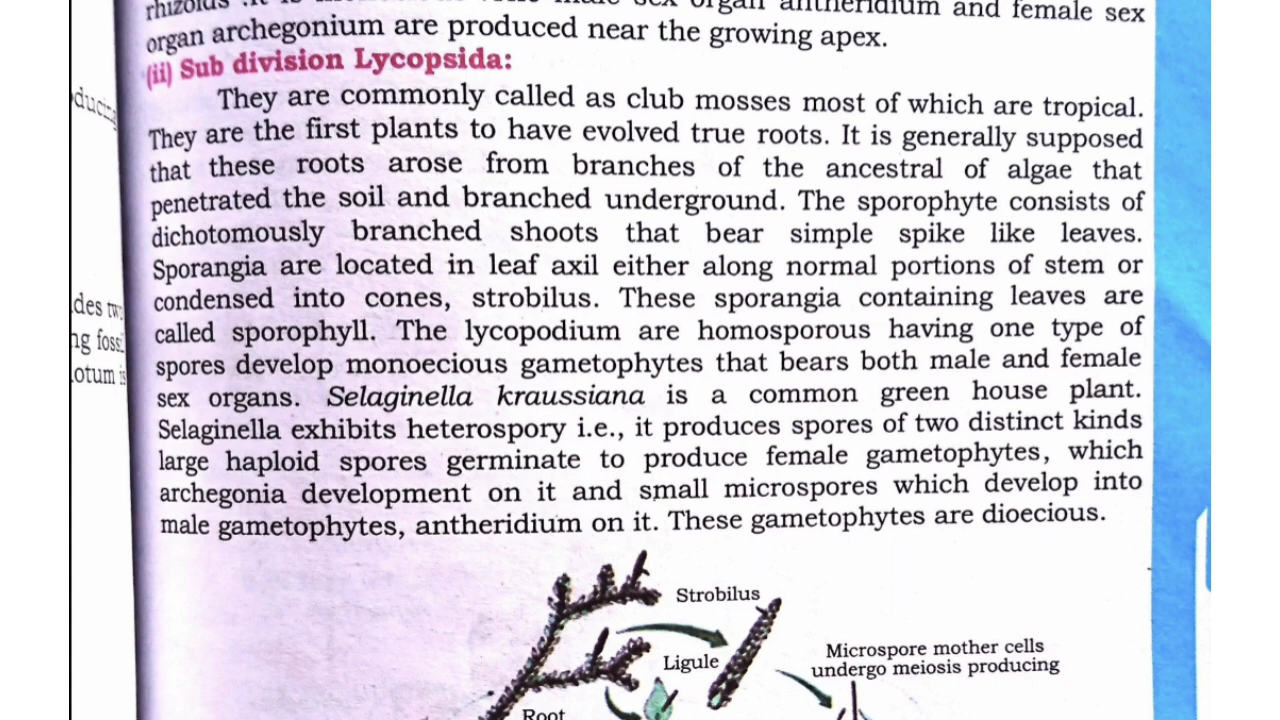 organ antheridium and female sex
organ archegonium are produced near the growing apex.
(ii) Sub division Lycopsida:
They are commonly called as club mosses most of which are tropical.
They are the first plants to have evolved true roots. It is generally supposed
that these roots arose from branches of the ancestral of algae that
penetrated the soil and branched underground. The sporophyte consists of
dichotomously branched shoots that bear simple spike like leaves.
Sporangia are located in leaf axil either along normal portions of stem or
condensed into cones, strobilus. These sporangia containing leaves are
called sporophyll. The lycopodium are homosporous having one type of
spores develop monoecious gametophytes that bears both male and female
sex organs. Selaginella kraussiana is a common green house plant.
Selaginella exhibits heterospory i.e., it produces spores of two distinct kinds
large haploid spores germinate to produce female gametophytes, which
archegonia development on it and small microspores which develop into
male gametophytes, antheridium on it. These gametophytes are dioecious.
Strobilus
Ligule
Microspore mother cells
undergo meiosis producing
Root